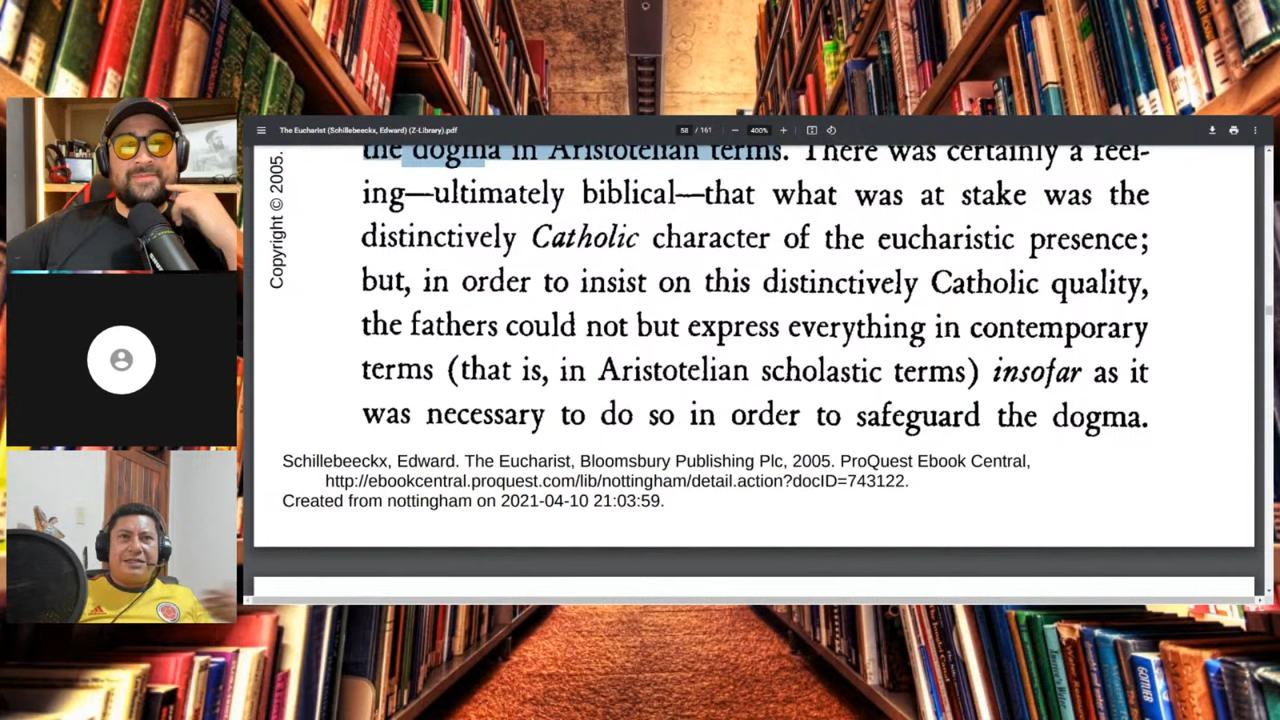 The Eucharist (Schillebeeckx, Edward) (Z-Library).pdf
58 / 161
400%
Copyright © 2005.
the dogma in Aristotelian terms. There was certainly a feel-
ing—ultimately biblical—that what was at stake was the
distinctively Catholic character of the eucharistic presence;
but, in order to insist on this distinctively Catholic quality,
the fathers could not but express everything in contemporary
terms (that is, in Aristotelian scholastic terms) insofar as it
was necessary to do so in order to safeguard the dogma.
Schillebeeckx, Edward. The Eucharist, Bloomsbury Publishing Plc, 2005. ProQuest Ebook Central,
http://ebookcentral.proquest.com/lib/nottingham/detail.action?docID=743122.
Created from nottingham on 2021-04-10 21:03:59.